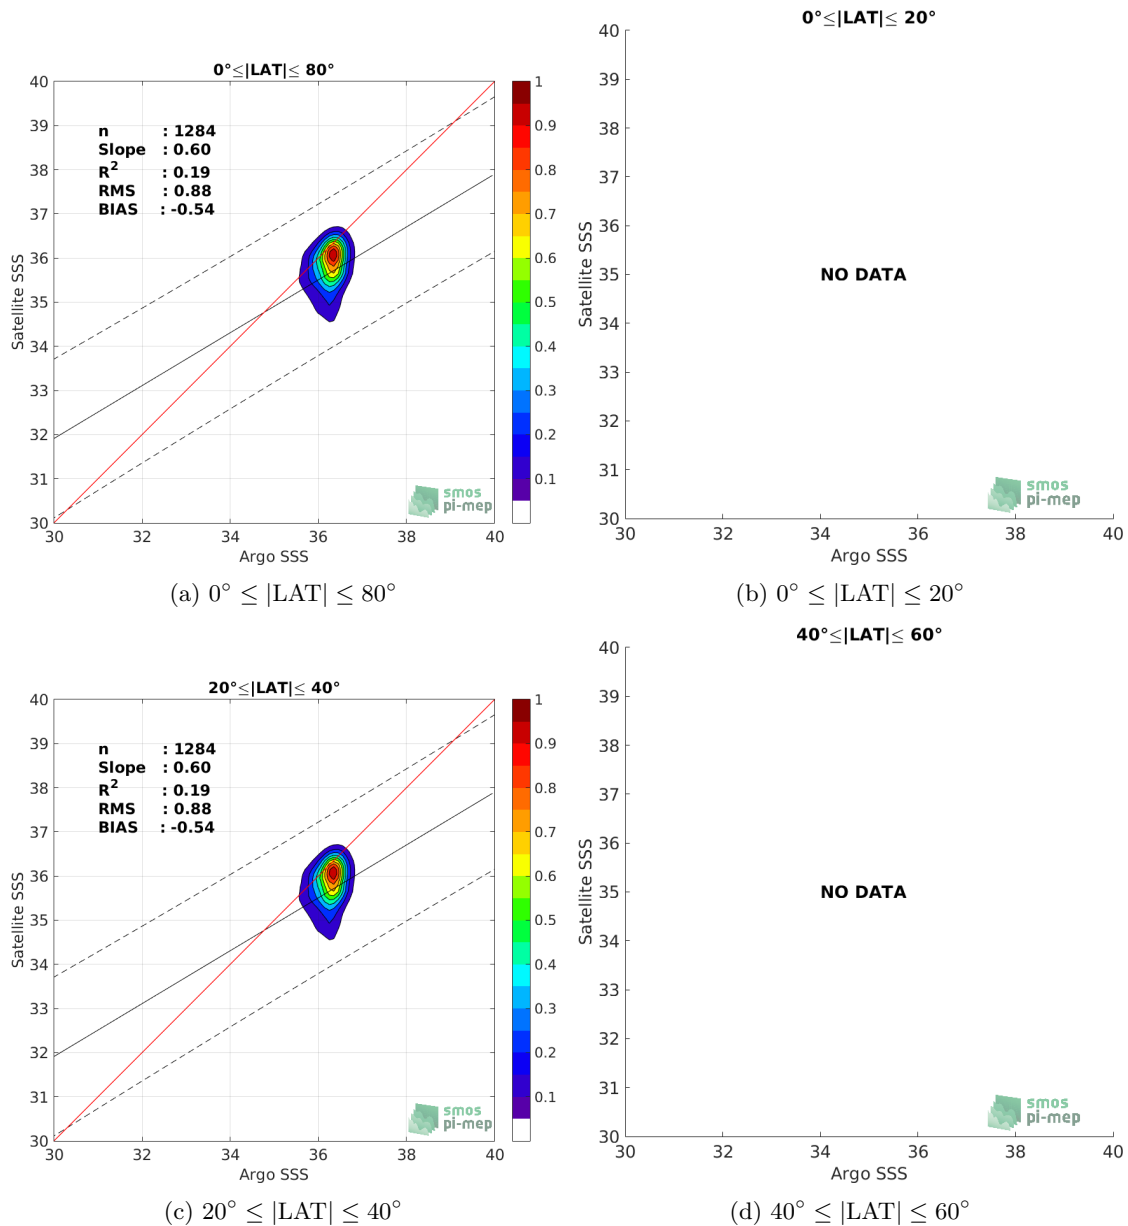 0°≤|LAT|≤ 80°
40
39
38
37
36
35
34
33
32
31
30
Satellite SSS
n : 1284
Slope : 0.60
R² : 0.19
RMS : 0.88
BIAS : -0.54
smos
pi-mep
30 32 34 36 38 40
Argo SSS
1
0.9
0.8
0.7
0.6
0.5
0.4
0.3
0.2
0.1
(a) 0° ≤ |LAT| ≤ 80°
0°≤|LAT|≤ 20°
40
39
38
37
36
35
34
33
32
31
30
Satellite SSS
NO DATA
smos
pi-mep
30 32 34 36 38 40
Argo SSS
(b) 0° ≤ |LAT| ≤ 20°
20°≤|LAT|≤ 40°
40
39
38
37
36
35
34
33
32
31
30
Satellite SSS
n : 1284
Slope : 0.60
R² : 0.19
RMS : 0.88
BIAS : -0.54
smos
pi-mep
30 32 34 36 38 40
Argo SSS
1
0.9
0.8
0.7
0.6
0.5
0.4
0.3
0.2
0.1
(c) 20° ≤ |LAT| ≤ 40°
40°≤|LAT|≤ 60°
40
39
38
37
36
35
34
33
32
31
30
Satellite SSS
NO DATA
smos
pi-mep
30 32 34 36 38 40
Argo SSS
(d) 40° ≤ |LAT| ≤ 60°